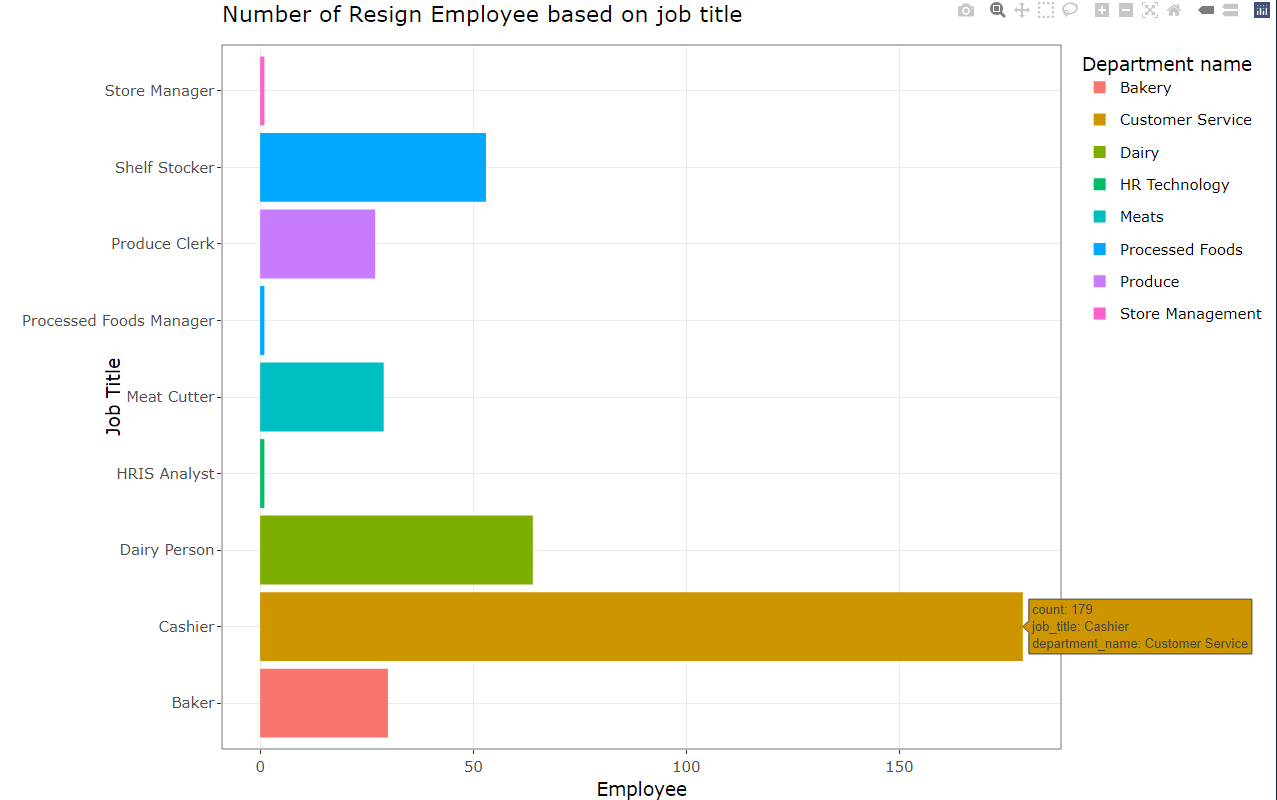 Number of Resign Employee based on job title
Department name
Bakery
Customer Service
Dairy
HR Technology
Meats
Processed Foods
Produce
Store Management
Job Title
Store Manager
Shelf Stocker
Produce Clerk
Processed Foods Manager
Meat Cutter
HRIS Analyst
Dairy Person
Cashier
Baker
count: 179
job_title: Cashier
department_name: Customer Service
0 50 100 150
Employee